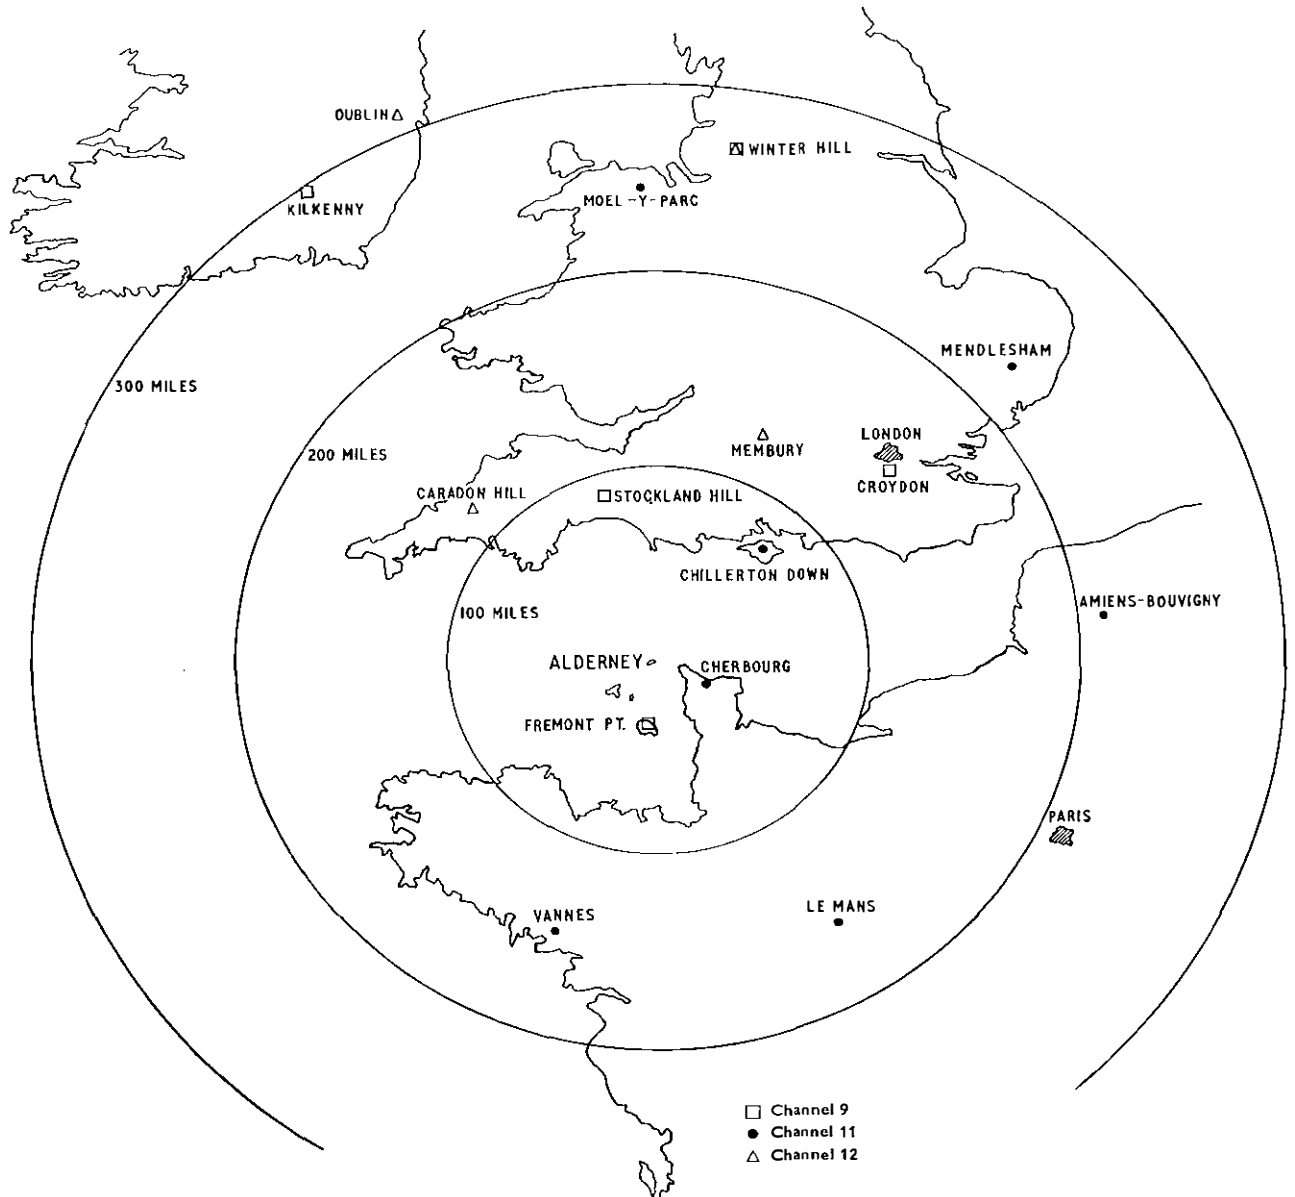 OUBLIN
WINTER HILL
KILKENNY
MOEL-Y-PARC
MENDLESHAM
300 MILES
200 MILES
MEMBURY
LONDON
CROYDON
CARADON HILL
STOCKLAND HILL
CHILLERTON DOWN
100 MILES
AMIENS-BOUVIGNY
ALDERNEY
CHERBOURG
FREMONT PT.
PARIS
VANNES
LE MANS
Channel 9
Channel 11
Channel 12